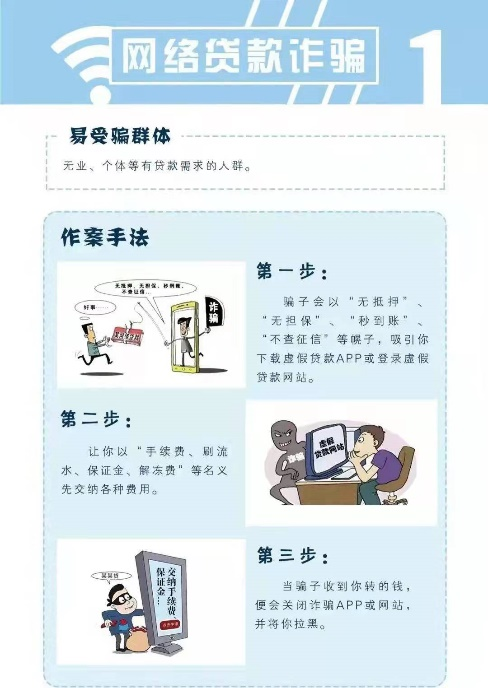 网络贷款诈骗
1
易受骗群体
无业、个体等有贷款需求的人群。
作案手法
无抵押、无担保、秒到账，
不查征信...
好事...
诈骗
第一步：
骗子会以“无抵押”、
“无担保”、“秒到账”、
“不查征信”等幌子，吸引你
下载虚假贷款APP或登录虚假
贷款网站。
第二步：
让你以“手续费、刷流
水、保证金、解冻费”等名义
先交纳各种费用。
诈骗
虚假
贷款网站
交纳手续费
保证金...
第三步：
当骗子收到你转的钱，
便会关闭诈骗APP或网站，
并将你拉黑。